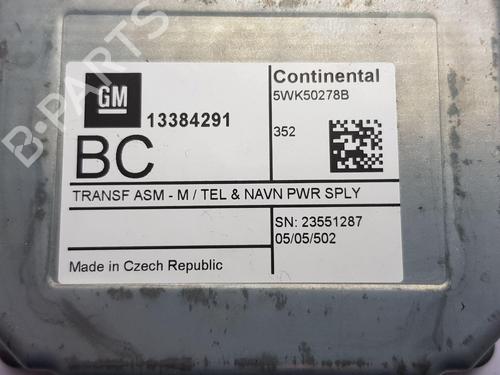 B-PARTS
GM
13384291
BC
Continental
5WK50278B
352
TRANSF ASM - M / TEL & NAVN PWR SPLY
SN: 23551287
05/05/502
Made in Czech Republic